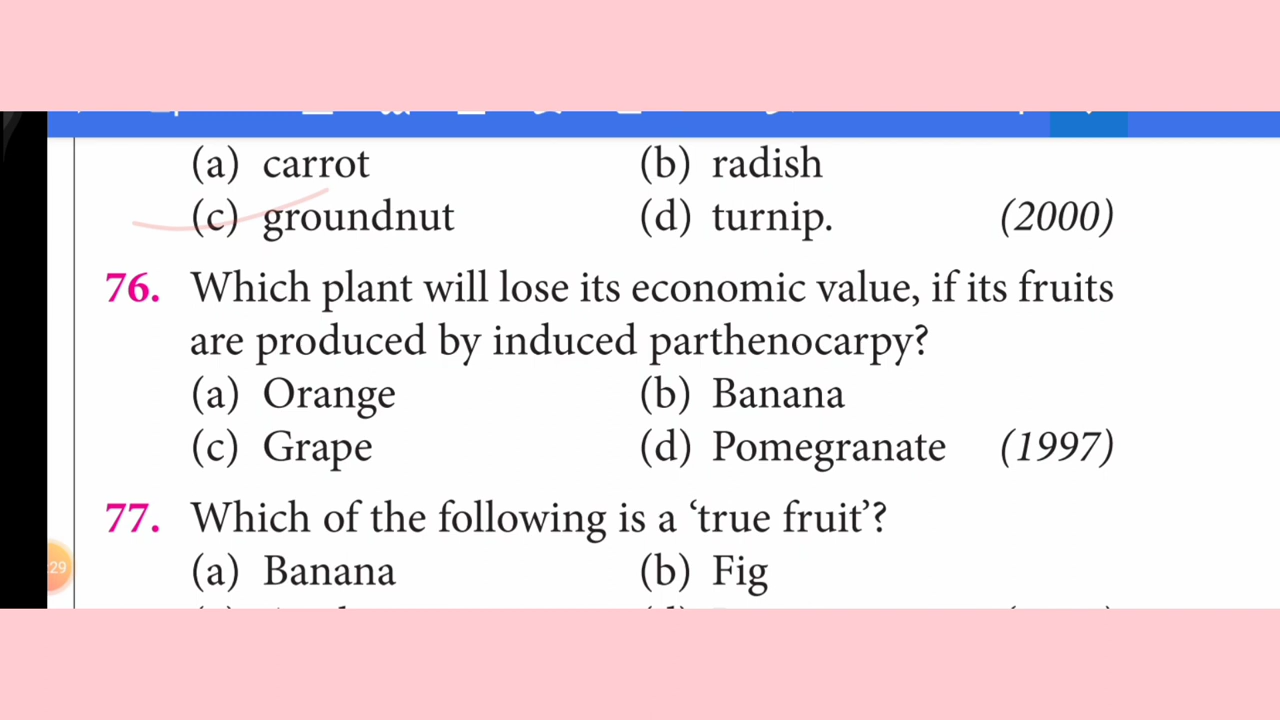 (a) carrot (b) radish
(c) groundnut (d) turnip. (2000)
76. Which plant will lose its economic value, if its fruits
are produced by induced parthenocarpy?
(a) Orange (b) Banana
(c) Grape (d) Pomegranate (1997)
77. Which of the following is a ‘true fruit’?
29
(a) Banana (b) Fig